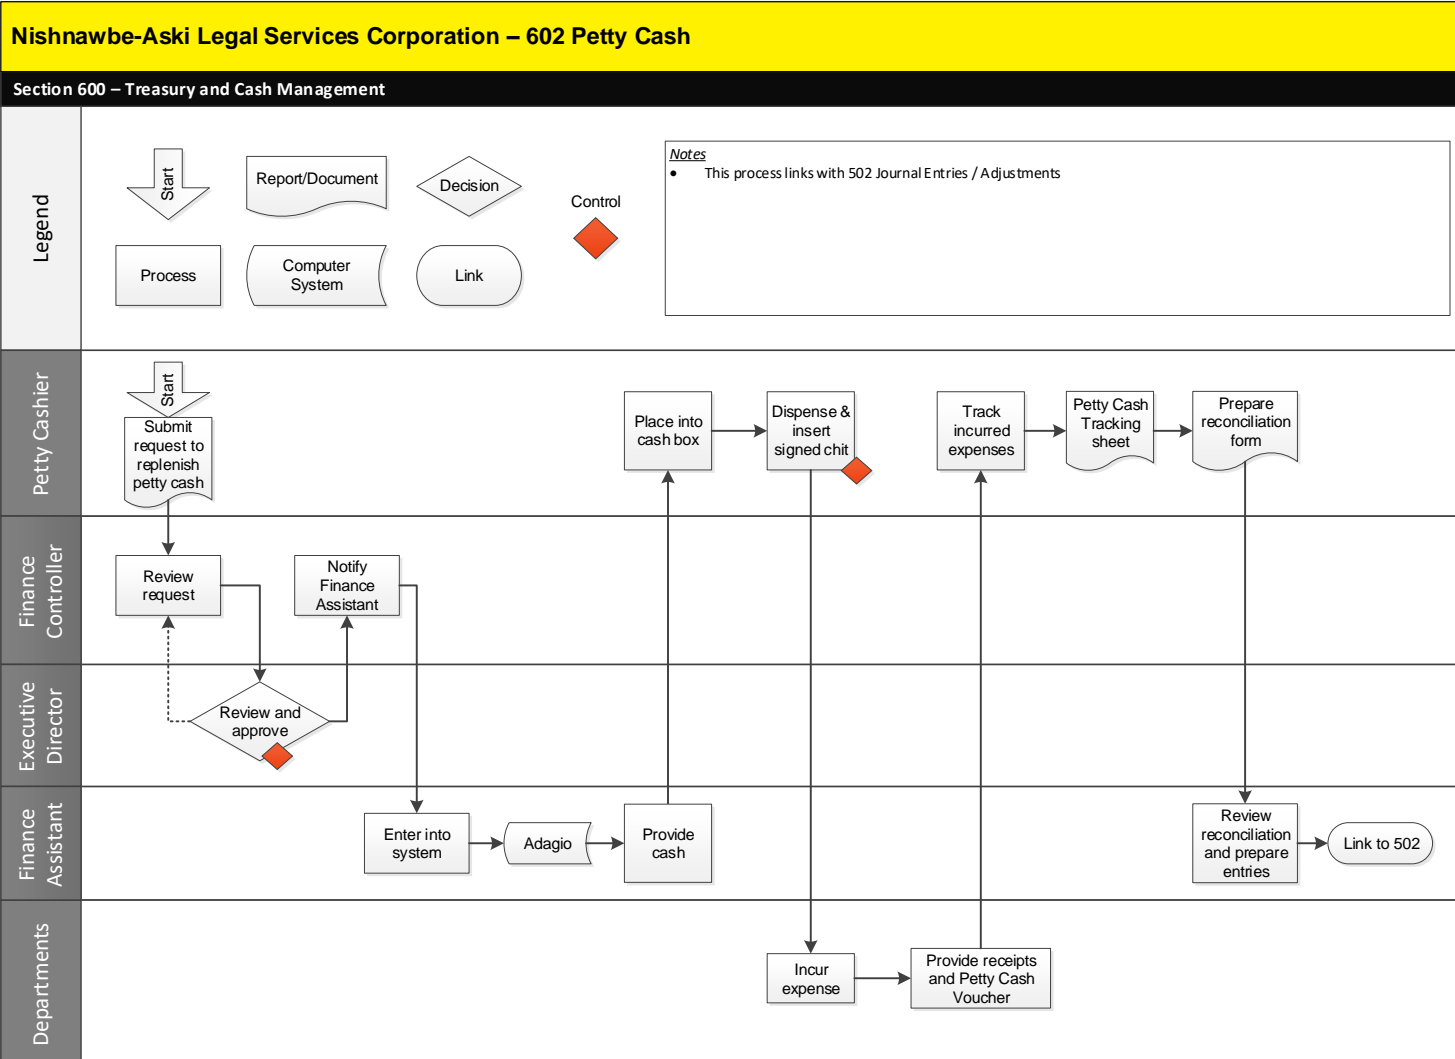 Nishnawbe-Aski Legal Services Corporation – 602 Petty Cash
Section 600 – Treasury and Cash Management
Legend
Start
Report/Document
Decision
Control
Process
Computer
System
Link
Notes
• This process links with 502 Journal Entries / Adjustments
Petty Cashier
Start
Submit
request to
replenish
petty cash
Place into
cash box
Dispense &
insert
signed chit
Track
incurred
expenses
Petty Cash
Tracking
sheet
Prepare
reconciliation
form
Finance
Controller
Review
request
Notify
Finance
Assistant
Executive
Director
Review and
approve
Finance
Assistant
Enter into
system
Adagio
Provide
cash
Review
reconciliation
and prepare
entries
Link to 502
Departments
Incur
expense
Provide receipts
and Petty Cash
Voucher